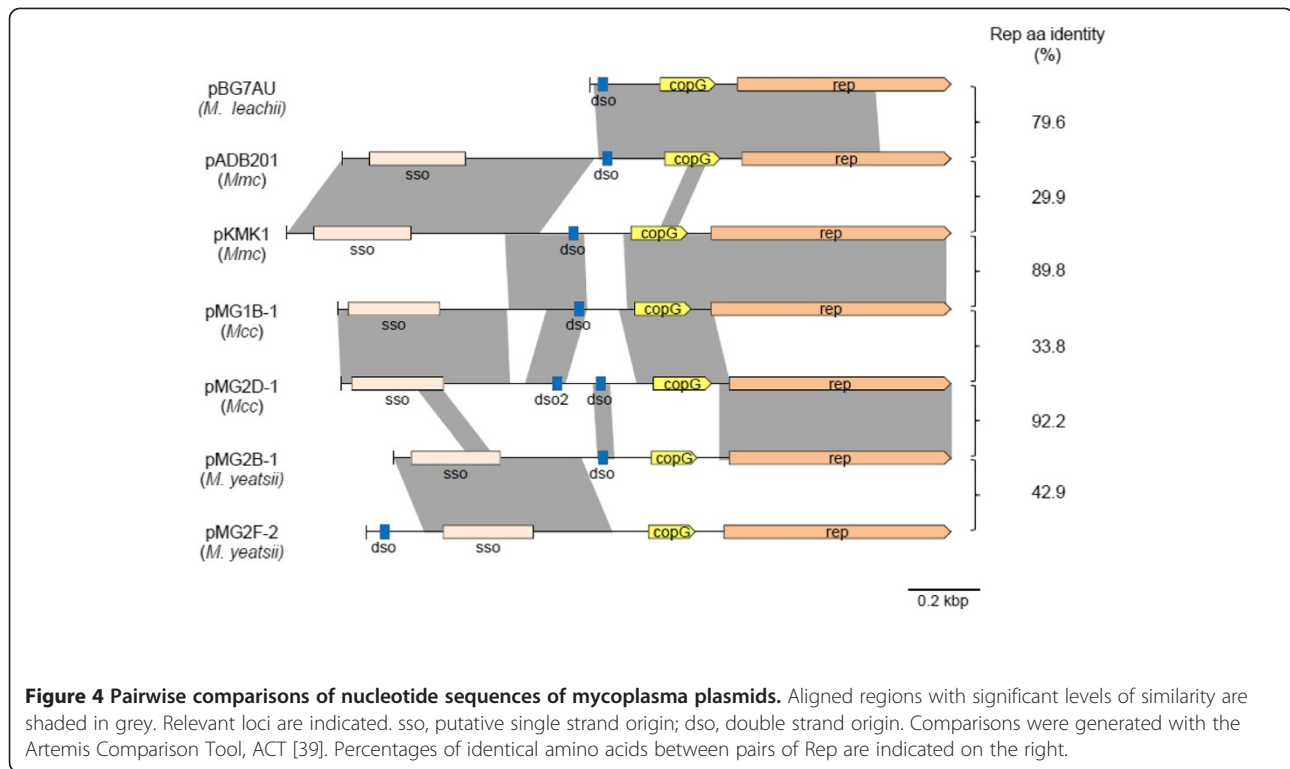 Rep aa identity
(%)
pBG7AU
(M. leachii)
dso
copG
rep
79.6
pADB201
(Mmc)
sso
dso
copG
rep
29.9
pKMK1
(Mmc)
sso
dso
copG
rep
89.8
pMG1B-1
(Mcc)
sso
dso
copG
rep
33.8
pMG2D-1
(Mcc)
sso
dso2
dso
copG
rep
92.2
pMG2B-1
(M. yeatsii)
sso
dso
copG
rep
42.9
pMG2F-2
(M. yeatsii)
dso
sso
copG
rep
0.2 kbp
Figure 4 Pairwise comparisons of nucleotide sequences of mycoplasma plasmids. Aligned regions with significant levels of similarity are
shaded in grey. Relevant loci are indicated. sso, putative single strand origin; dso, double strand origin. Comparisons were generated with the
Artemis Comparison Tool, ACT [39]. Percentages of identical amino acids between pairs of Rep are indicated on the right.